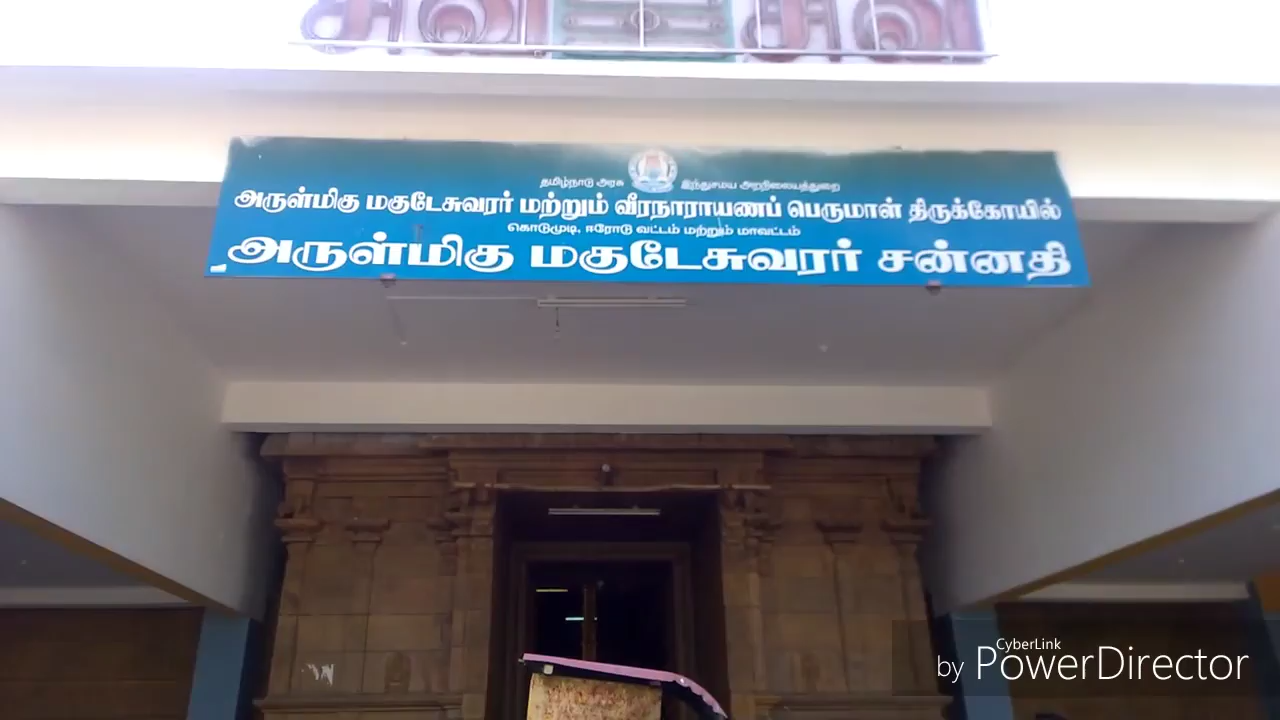 தமிழ்நாடு அரசு இந்துசமய அறநிலையத்துறை
அருள்மிகு மகுடேசுவரர் மற்றும் வீரநாராயணப் பெருமாள் திருக்கோயில்
கொடுமுடி, ஈரோடு வட்டம் மற்றும் மாவட்டம்
அருள்மிகு மகுடேசுவரர் சன்னதி
CyberLink
by PowerDirector